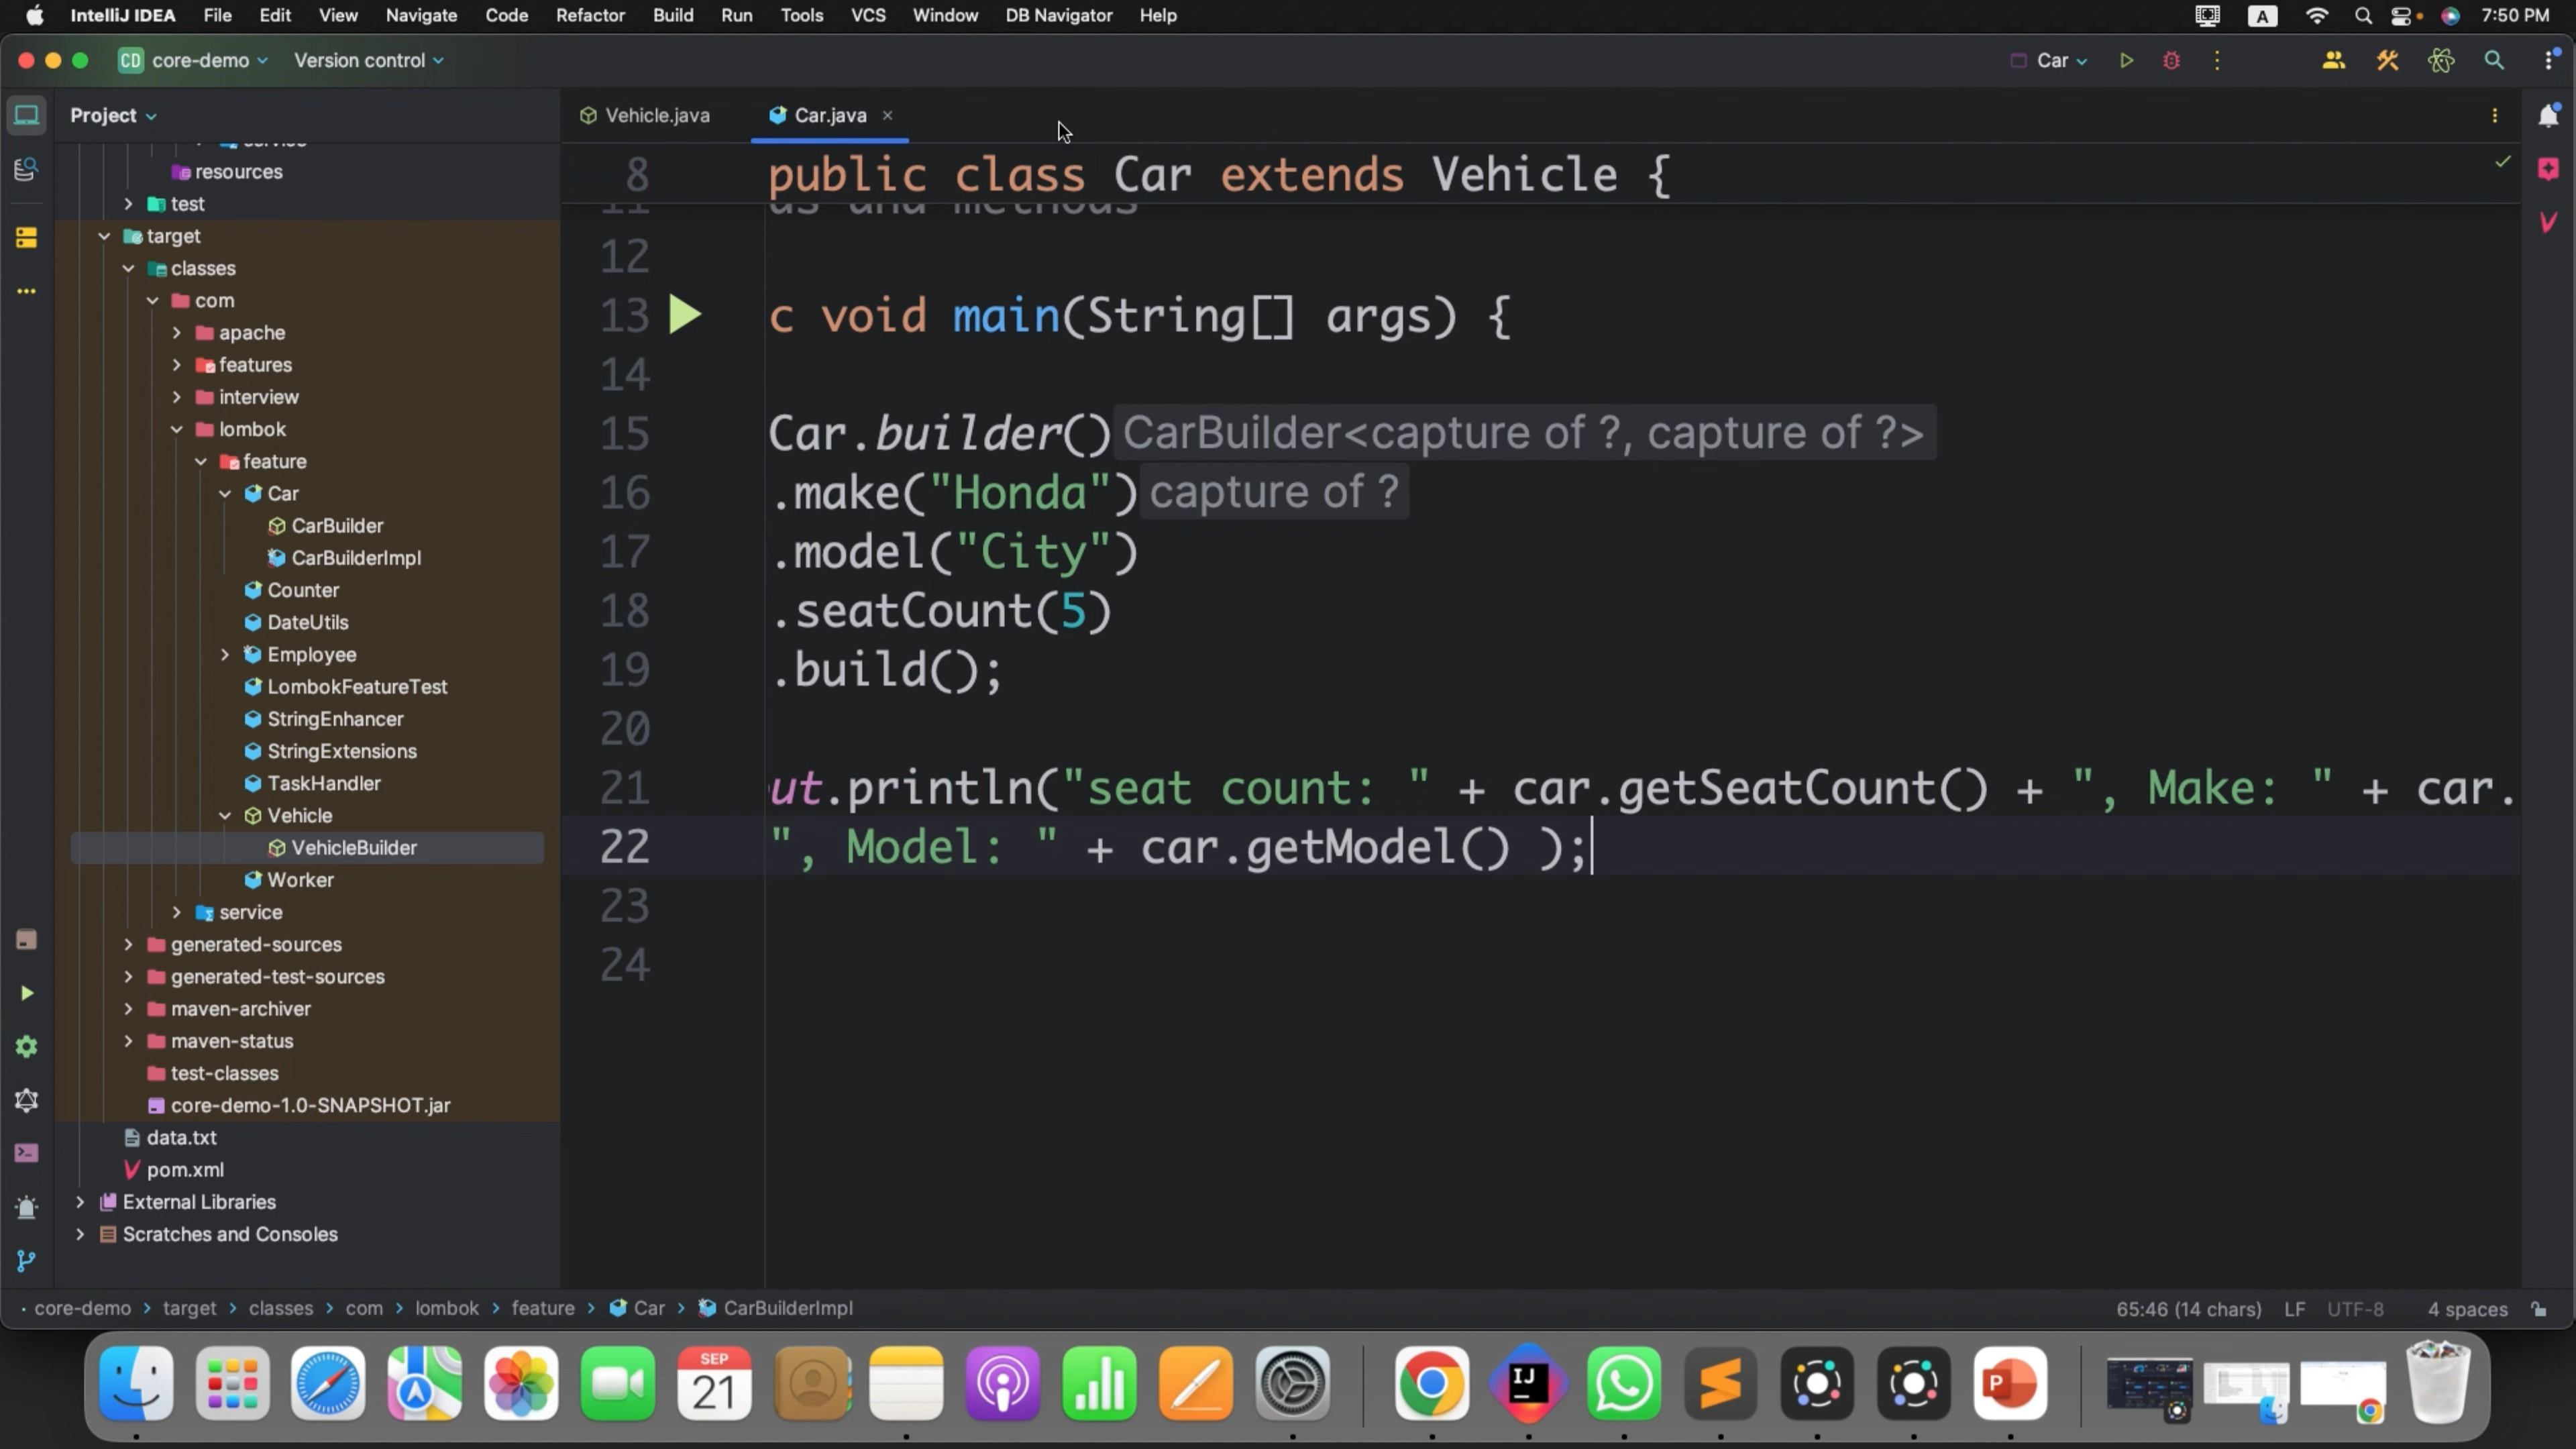 IntelliJ IDEA File Edit View Navigate Code Refactor Build Run Tools VCS Window DB Navigator Help A 7:50 PM
CD core-demo Version control Car
Project Vehicle.java Car.java
resources
test
target
classes
com
apache
features
interview
lombok
feature
Car
CarBuilder
CarBuilderImpl
Counter
DateUtils
Employee
LombokFeatureTest
StringEnhancer
StringExtensions
TaskHandler
Vehicle
VehicleBuilder
Worker
service
generated-sources
generated-test-sources
maven-archiver
maven-status
test-classes
core-demo-1.0-SNAPSHOT.jar
data.txt
pom.xml
External Libraries
Scratches and Consoles
8 public class Car extends Vehicle {
11 ds and methods
12
13 c void main(String[] args) {
14
15 Car.builder() CarBuilder<capture of ?, capture of ?>
16 .make("Honda") capture of ?
17 .model("City")
18 .seatCount(5)
19 .build();
20
21 ut.println("seat count: " + car.getSeatCount() + ", Make: " + car.
22 ", Model: " + car.getModel() );
23
24
core-demo > target > classes > com > lombok > feature > Car > CarBuilderImpl 65:46 (14 chars) LF UTF-8 4 spaces
SEP
21
IJ
P